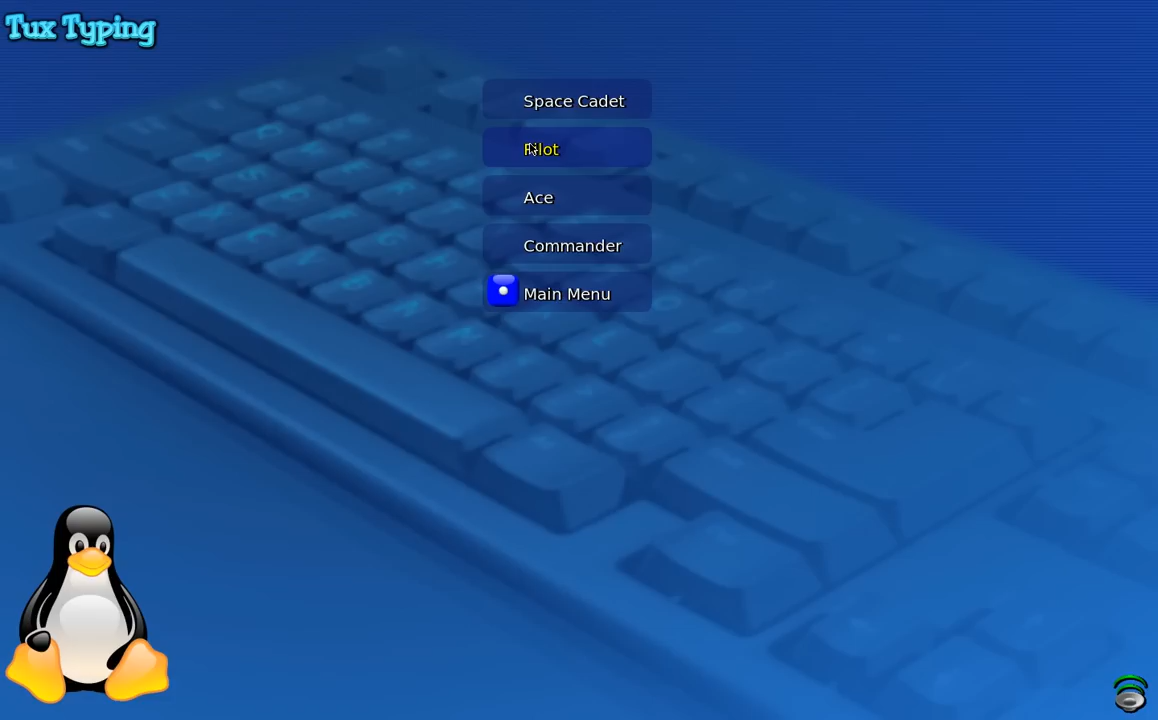 Tux Typing
Space Cadet
Pilot
Ace
Commander
Main Menu